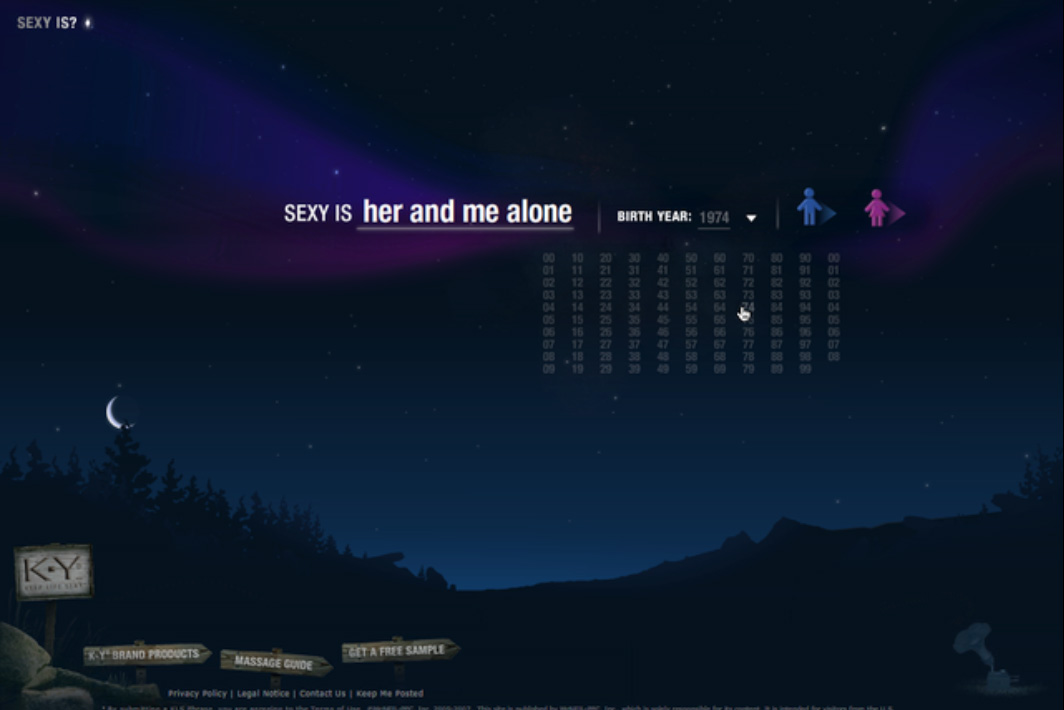 SEXY IS?
SEXY IS her and me alone
BIRTH YEAR: 1974
00 10 20 30 40 50 60 70 80 90 00
01 11 21 31 41 51 61 71 81 91 01
02 12 22 32 42 52 62 72 82 92 02
03 13 23 33 43 53 63 73 83 93 03
04 14 24 34 44 54 64 74 84 94 04
05 15 25 35 45 55 65 85 95 05
06 16 26 36 46 56 66 76 86 96 06
07 17 27 37 47 57 67 77 87 97 07
08 18 28 38 48 58 68 78 88 98 08
09 19 29 39 49 59 69 79 89 99
K-Y
KEEP LIFE SEXY
K-Y® BRAND PRODUCTS
MASSAGE GUIDE
GET A FREE SAMPLE
Privacy Policy | Legal Notice | Contact Us | Keep Me Posted